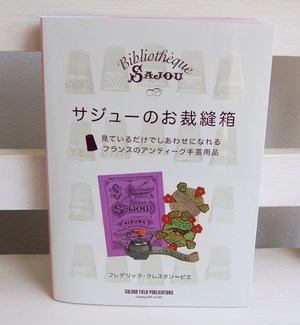 Bibliothèque
SAJOU
サジューのお裁縫箱
見ているだけでしあわせになれる
フランスのアンティーク手芸用品
SAJOU
ALBUMS
フレデリック・クレスタン=ビエ
COLOUR FIELD PUBLICATIONS